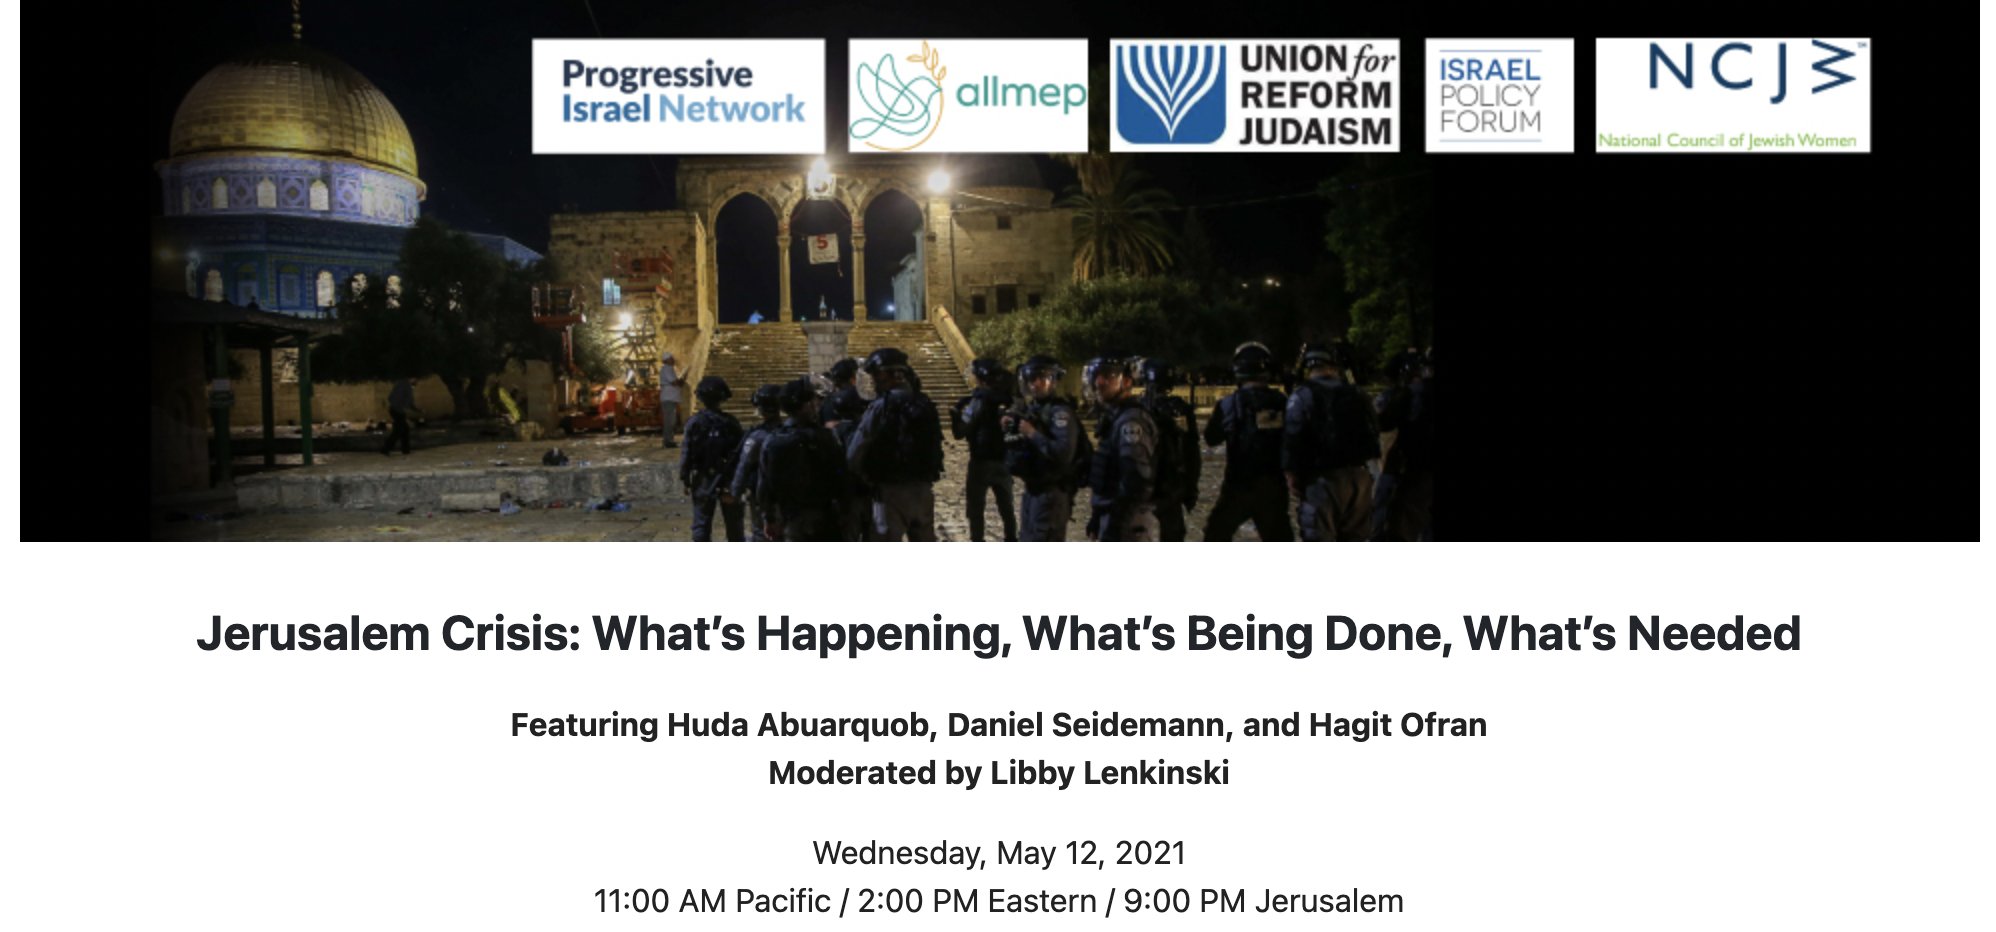 Progressive
Israel Network
allmep
UNION for
REFORM
JUDAISM
ISRAEL
POLICY
FORUM
NCJW™
National Council of Jewish Women
5
Jerusalem Crisis: What’s Happening, What’s Being Done, What’s Needed
Featuring Huda Abuarquob, Daniel Seidemann, and Hagit Ofran
Moderated by Libby Lenkinski
Wednesday, May 12, 2021
11:00 AM Pacific / 2:00 PM Eastern / 9:00 PM Jerusalem